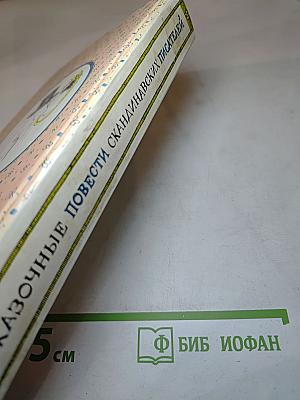 КАЗОЧНЫЕ ПОВЕСТИ СКАНДИНАВСКИХ ПИСАТЕЛЕЙ
5 см
Ф БИБ ИОФАН